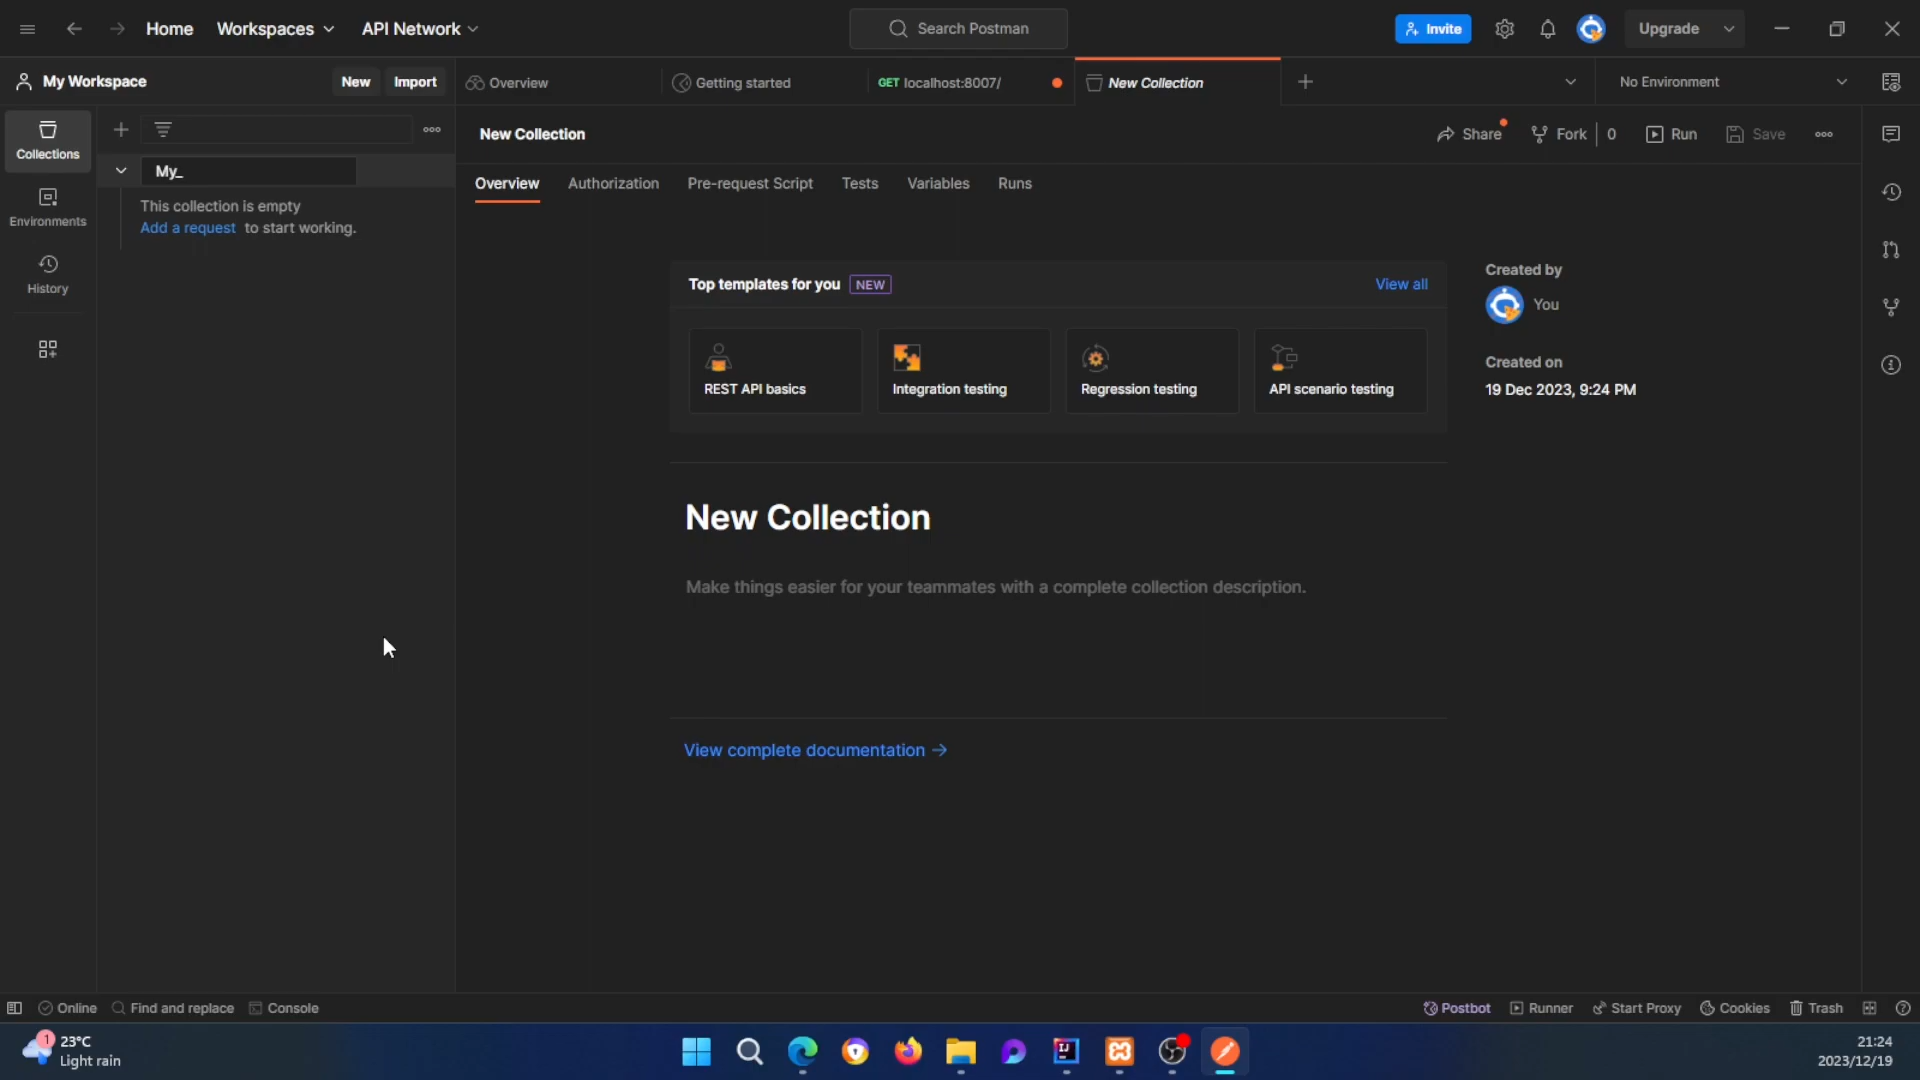 Home Workspaces API Network Search Postman Invite Upgrade
My Workspace New Import Overview Getting started GET localhost:8007/ New Collection No Environment
Collections
My_
This collection is empty
Add a request to start working.
Environments
History
New Collection Share Fork 0 Run Save
Overview Authorization Pre-request Script Tests Variables Runs
Top templates for you NEW View all
REST API basics Integration testing Regression testing API scenario testing
Created by
You
Created on
19 Dec 2023, 9:24 PM
New Collection
Make things easier for your teammates with a complete collection description.
View complete documentation →
Online Find and replace Console Postbot Runner Start Proxy Cookies Trash
1 23°C
Light rain
IJ
21:24
2023/12/19